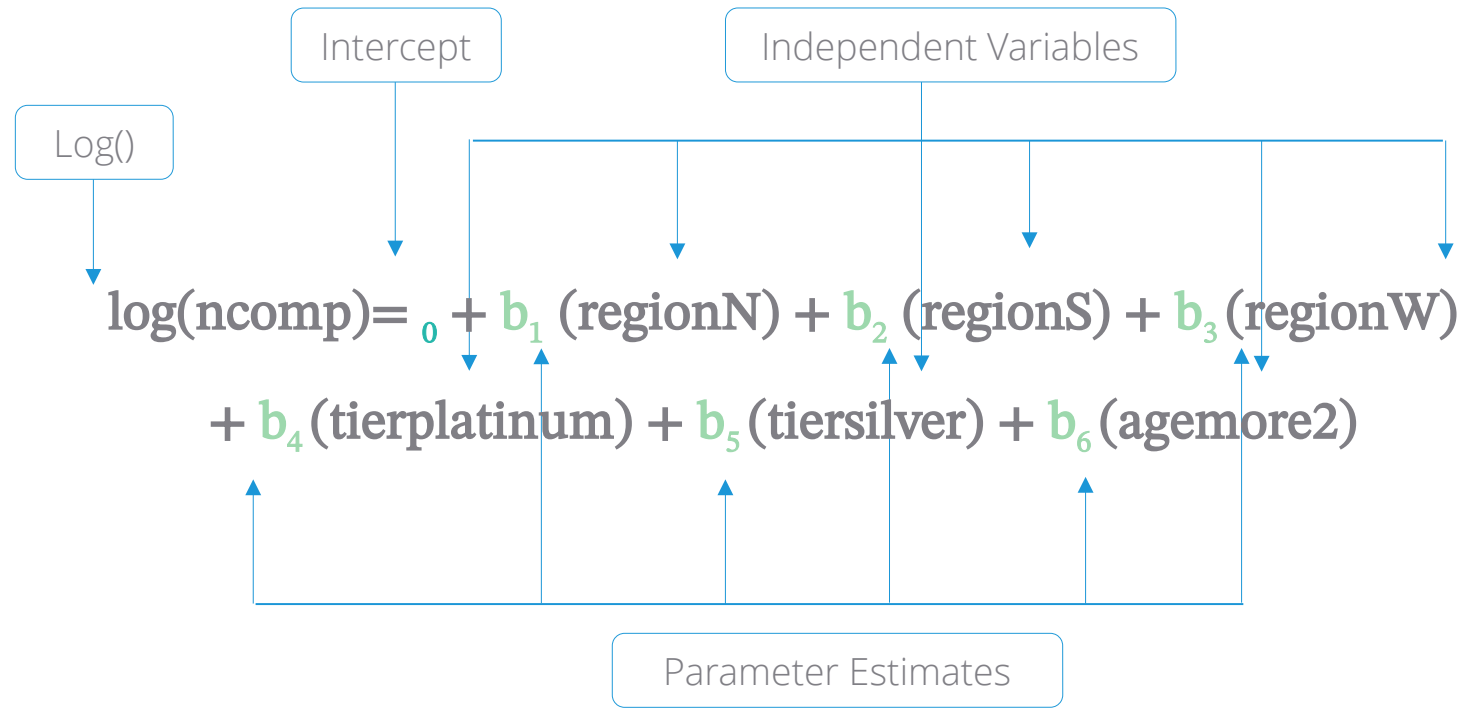 Intercept
Independent Variables
Log()
log(ncomp)= ₀ + b₁ (regionN) + b₂ (regionS) + b₃ (regionW)
+ b₄ (tierplatinum) + b₅ (tiersilver) + b₆ (agemore2)
Parameter Estimates